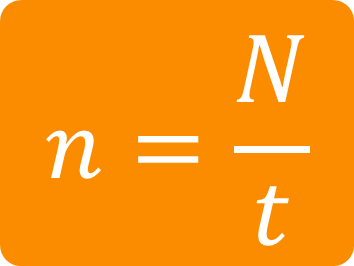 n = N/t